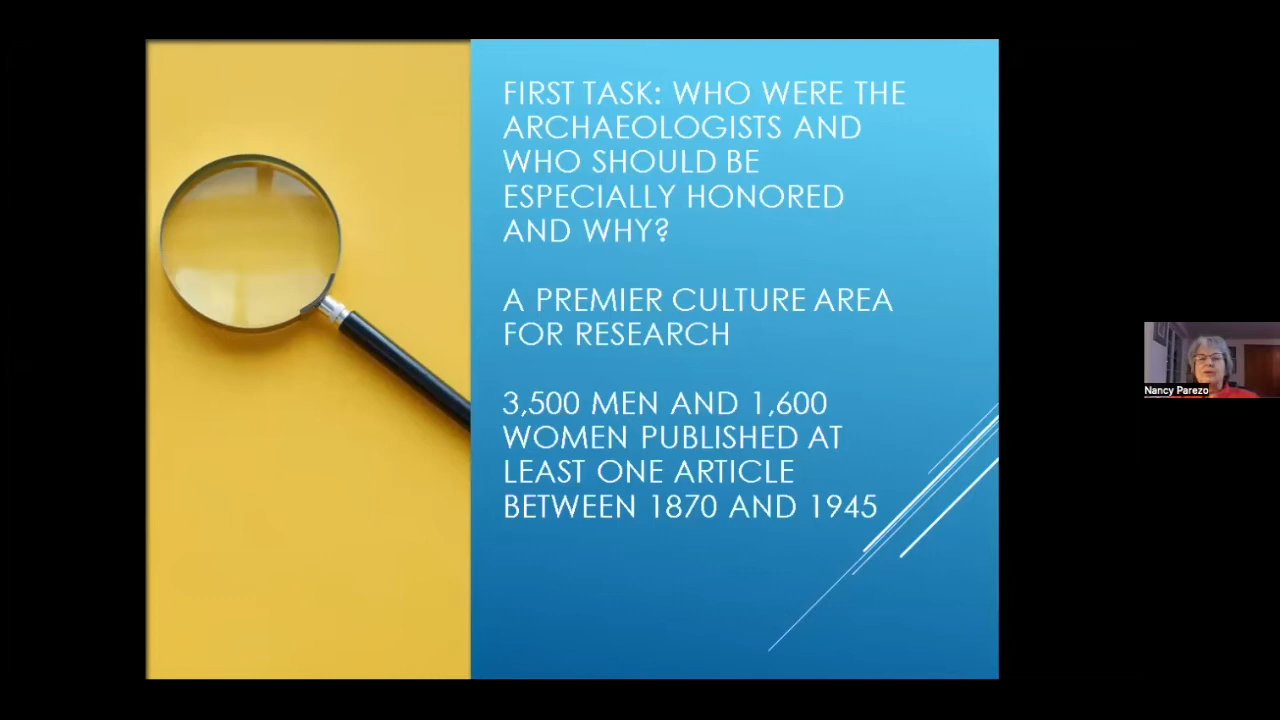 FIRST TASK: WHO WERE THE
ARCHAEOLOGISTS AND
WHO SHOULD BE
ESPECIALLY HONORED
AND WHY?
A PREMIER CULTURE AREA
FOR RESEARCH
3,500 MEN AND 1,600
WOMEN PUBLISHED AT
LEAST ONE ARTICLE
BETWEEN 1870 AND 1945
Nancy Parezo